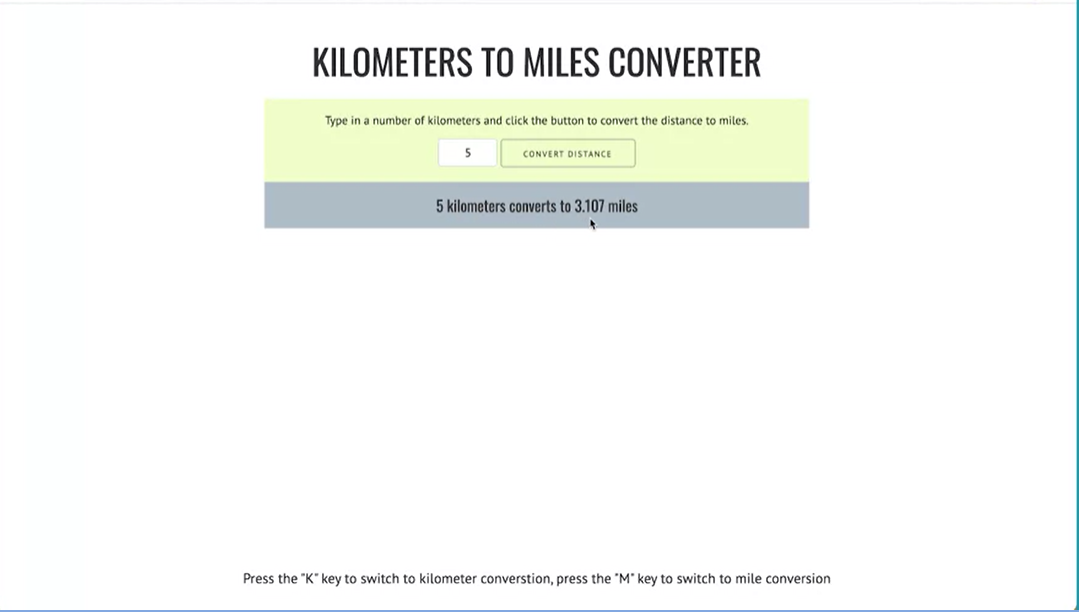 KILOMETERS TO MILES CONVERTER
Type in a number of kilometers and click the button to convert the distance to miles.
5 CONVERT DISTANCE
5 kilometers converts to 3.107 miles
Press the "K" key to switch to kilometer converstion, press the "M" key to switch to mile conversion